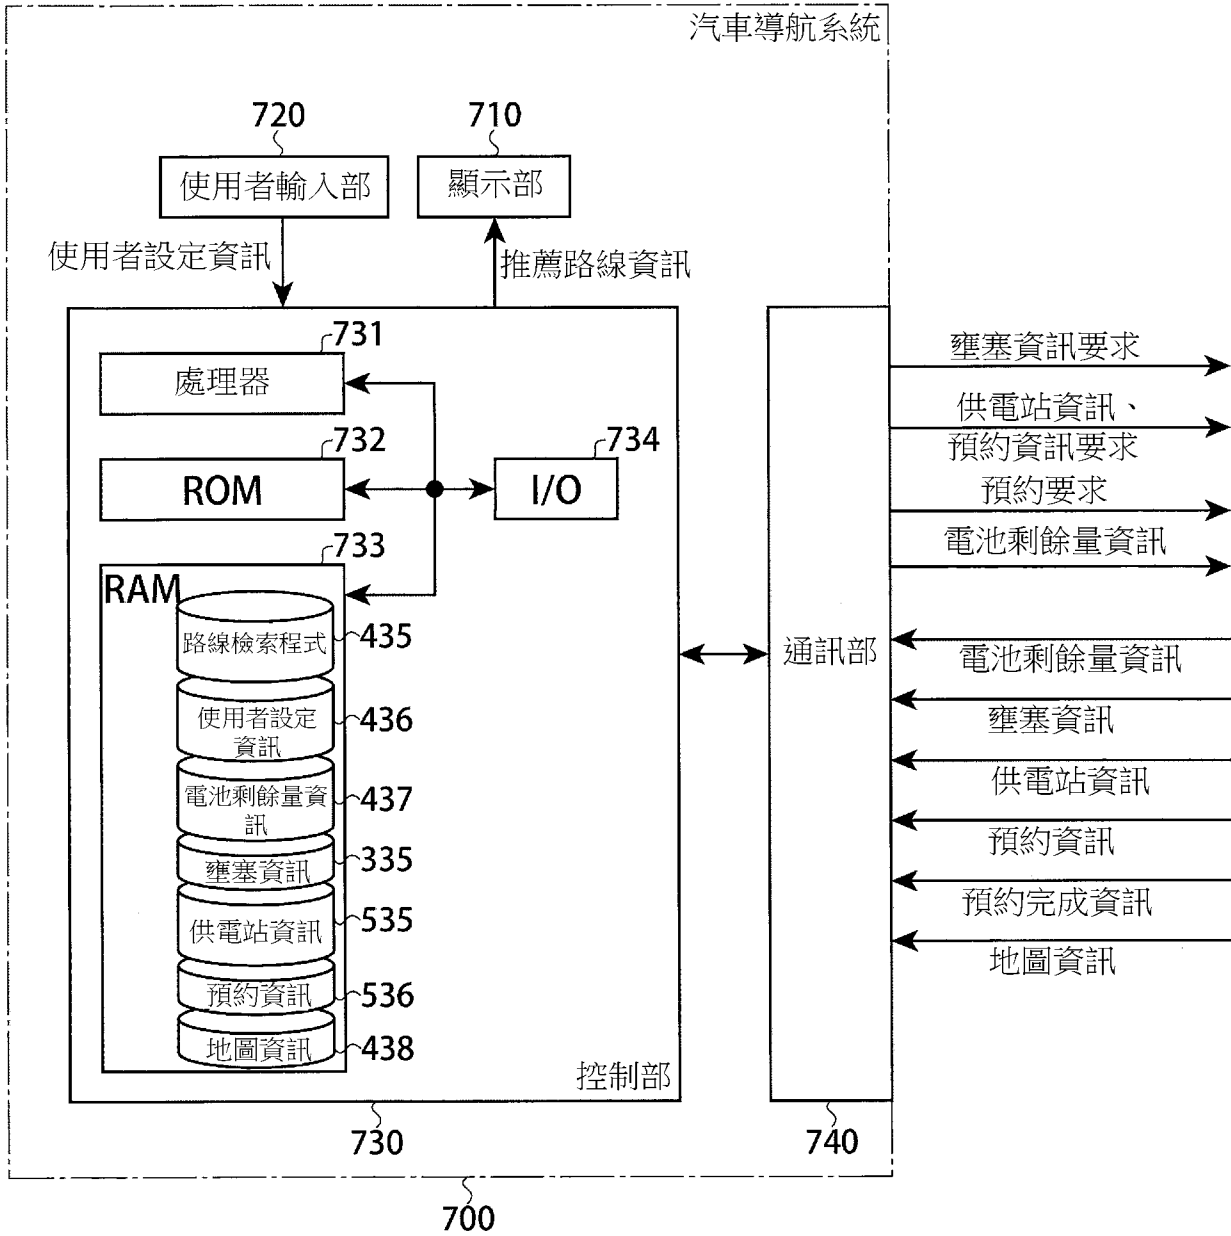 汽車導航系統
720
710
使用者輸入部
顯示部
使用者設定資訊
推薦路線資訊
731
處理器
732
ROM
734
I/O
733
RAM
路線檢索程式
435
使用者設定
資訊
436
電池剩餘量資
訊
437
壅塞資訊
335
供電站資訊
535
預約資訊
536
地圖資訊
438
控制部
730
通訊部
740
壅塞資訊要求
供電站資訊、
預約資訊要求
預約要求
電池剩餘量資訊
電池剩餘量資訊
壅塞資訊
供電站資訊
預約資訊
預約完成資訊
地圖資訊
700